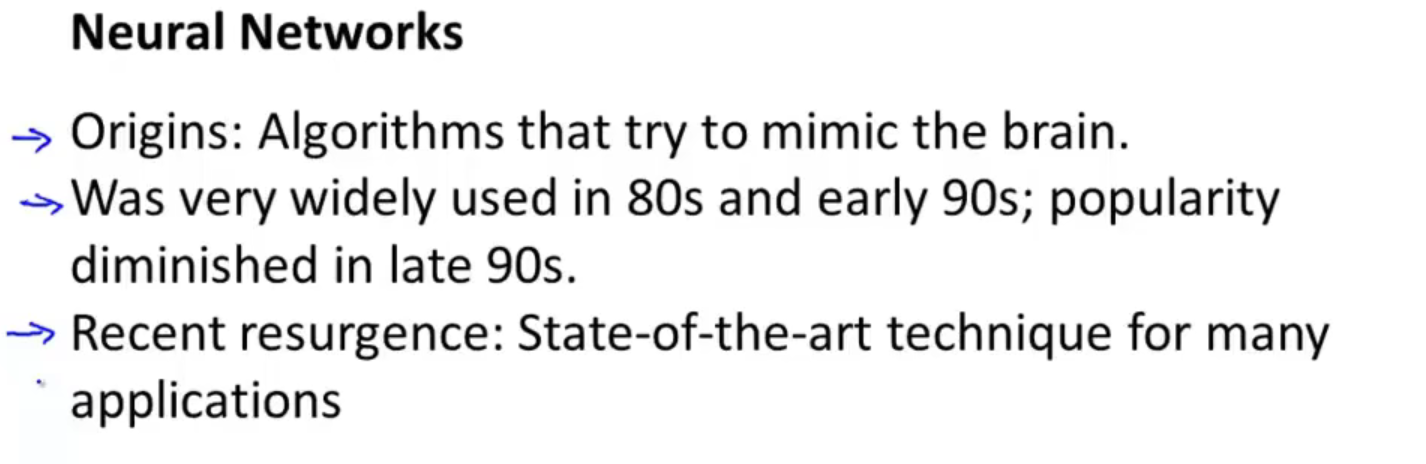 Neural Networks
Origins: Algorithms that try to mimic the brain.
Was very widely used in 80s and early 90s; popularity
diminished in late 90s.
Recent resurgence: State-of-the-art technique for many
applications